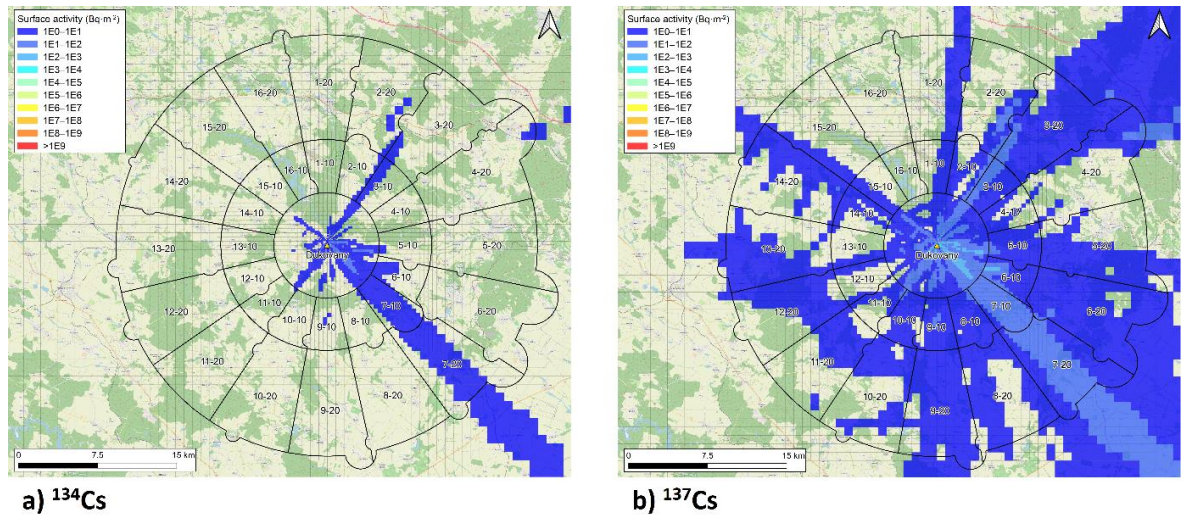 Surface activity (Bq·m⁻²)
1E0–1E1
1E1–1E2
1E2–1E3
1E3–1E4
1E4–1E5
1E5–1E6
1E6–1E7
1E7–1E8
1E8–1E9
>1E9
1-20
2-20
3-20
4-20
5-20
6-20
7-20
8-20
9-20
10-20
11-20
12-20
13-20
14-20
15-20
16-20
1-10
2-10
3-10
4-10
5-10
6-10
7-10
8-10
9-10
10-10
11-10
12-10
13-10
14-10
15-10
16-10
Dukovany
0 7.5 15 km
a) ¹³⁴Cs
Surface activity (Bq·m⁻²)
1E0–1E1
1E1–1E2
1E2–1E3
1E3–1E4
1E4–1E5
1E5–1E6
1E6–1E7
1E7–1E8
1E8–1E9
>1E9
1-20
2-20
3-20
4-20
5-20
6-20
7-20
8-20
9-20
10-20
11-20
12-20
13-20
14-20
15-20
16-20
1-10
2-10
3-10
4-10
5-10
6-10
7-10
8-10
9-10
10-10
11-10
12-10
13-10
14-10
15-10
16-10
Dukovany
0 7.5 15 km
b) ¹³⁷Cs